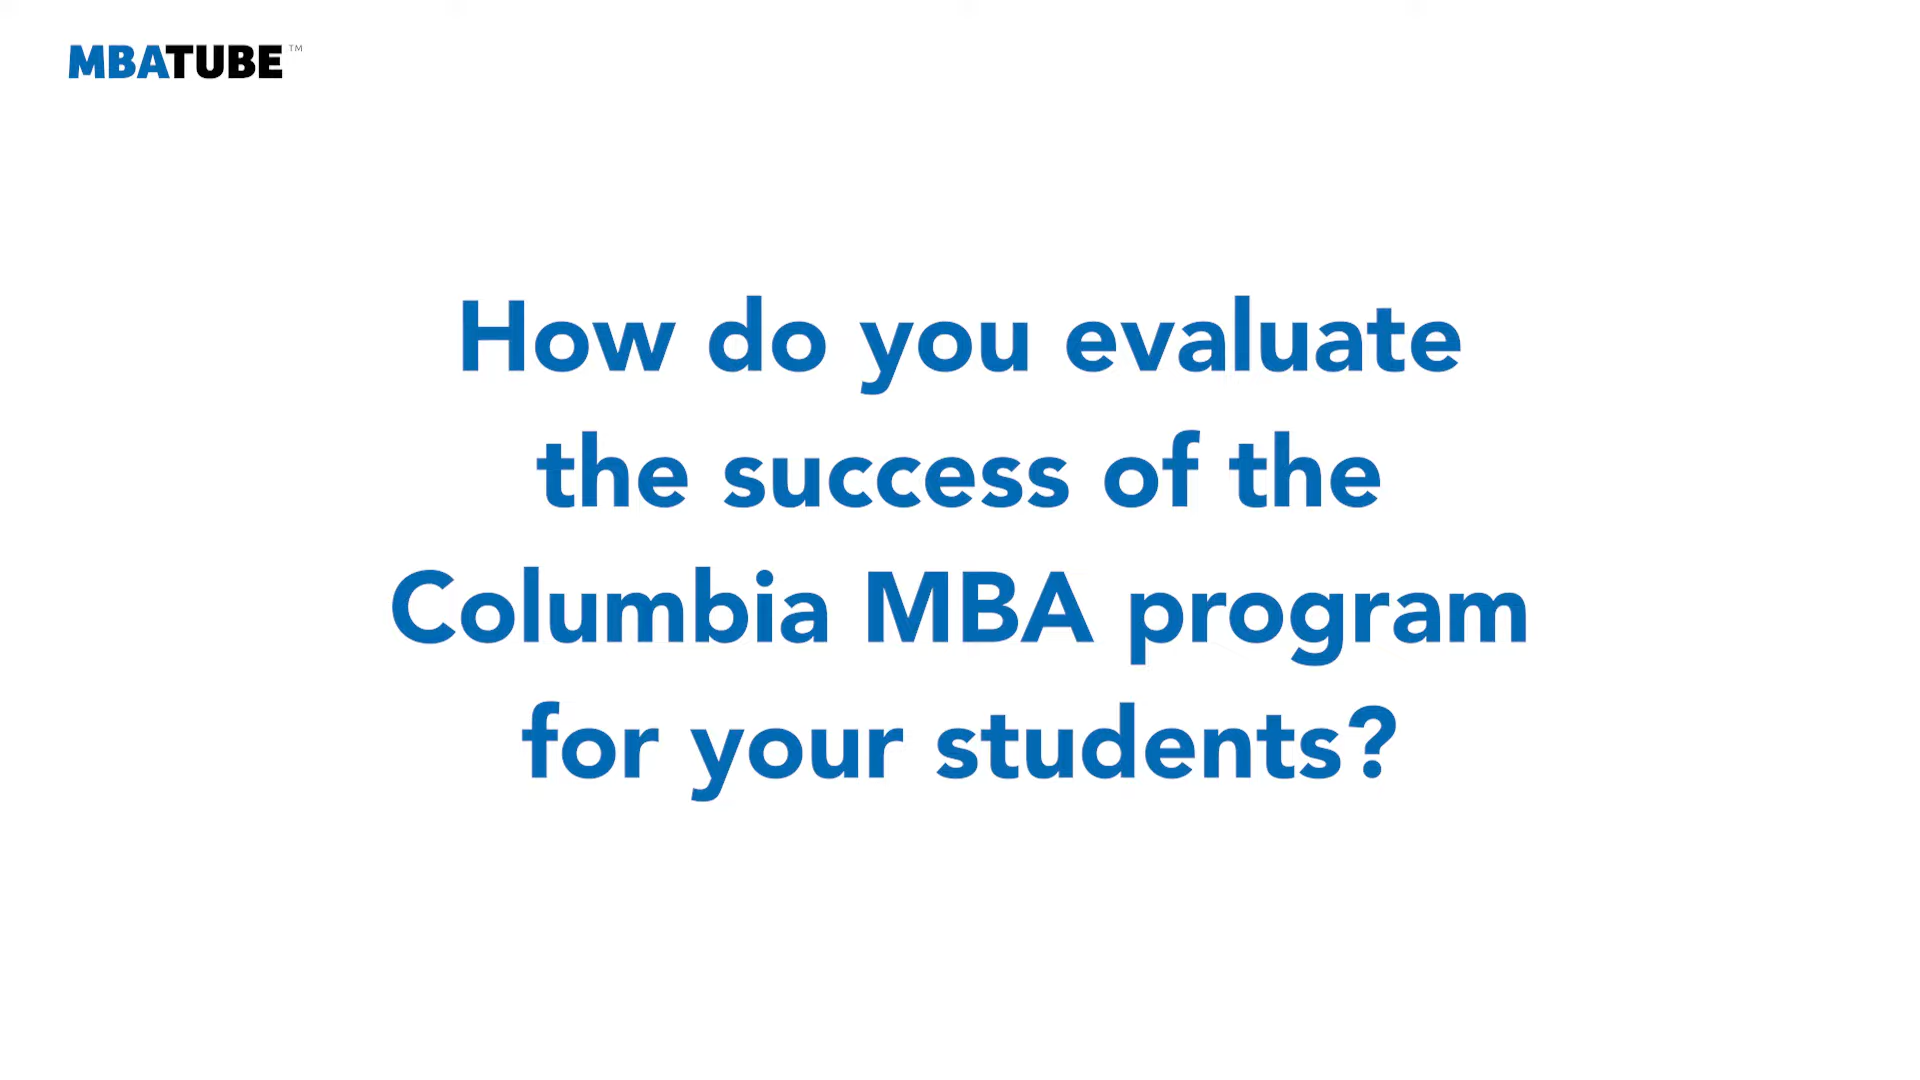 MBATUBE™
How do you evaluate
the success of the
Columbia MBA program
for your students?